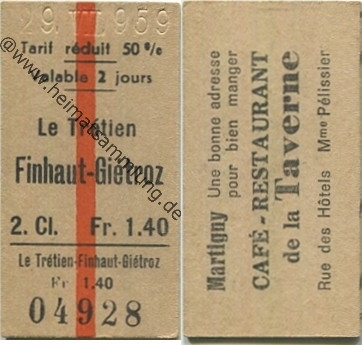 29.VII.959
Tarif réduit 50 %
Valable 2 jours
Le Trétien
Finhaut-Giétroz
2. Cl. Fr. 1.40
Le Trétien-Finhaut-Giétroz
Fr. 1.40
04928
www.heimatsammlung.de
Martigny Une bonne adresse
pour bien manger
CAFÉ-RESTAURANT
de la Taverne
Rue des Hôtels Mme Pélissier